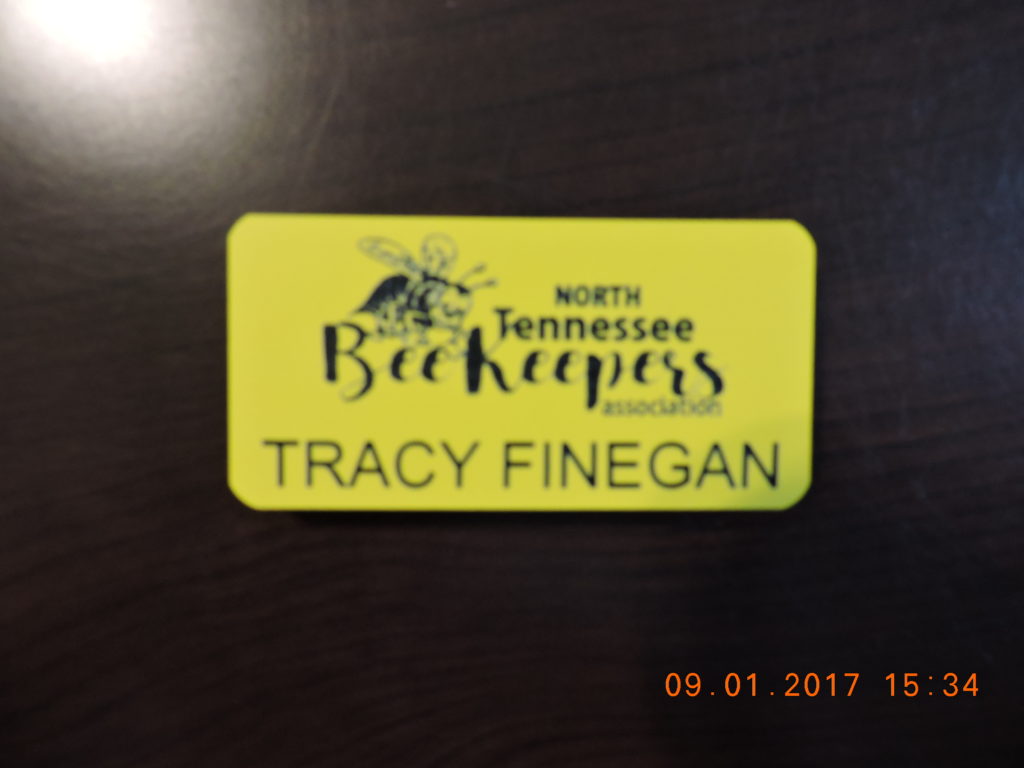 NORTH
Tennessee
BeeKeepers
association
TRACY FINEGAN
09.01.2017 15:34